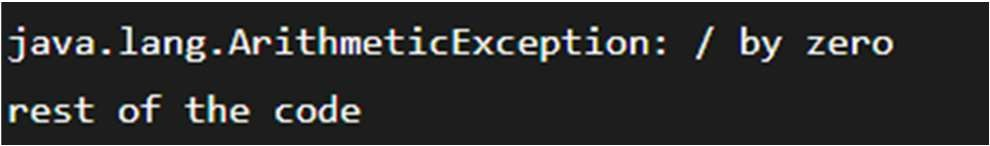 java.lang.ArithmeticException: / by zero
rest of the code